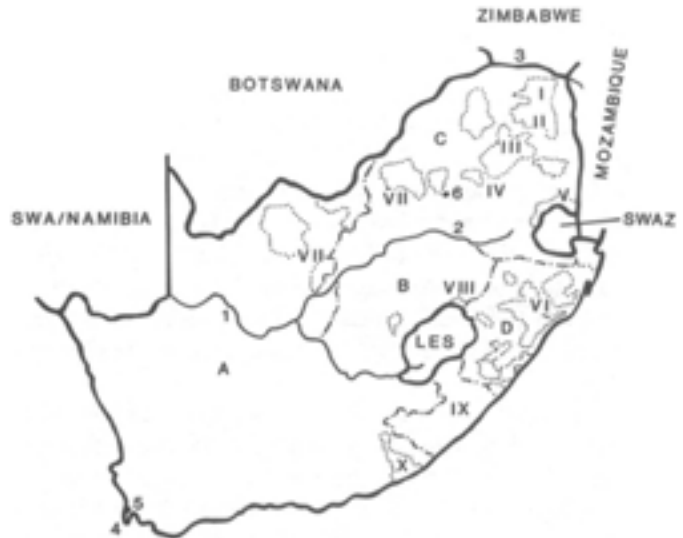 ZIMBABWE
3
BOTSWANA
MOZAMBIQUE
I
II
C
III
VII
6
IV
V
SWA/NAMIBIA
SWAZ
VII
2
B
VIII
VI
1
D
LES
A
IX
X
5
4